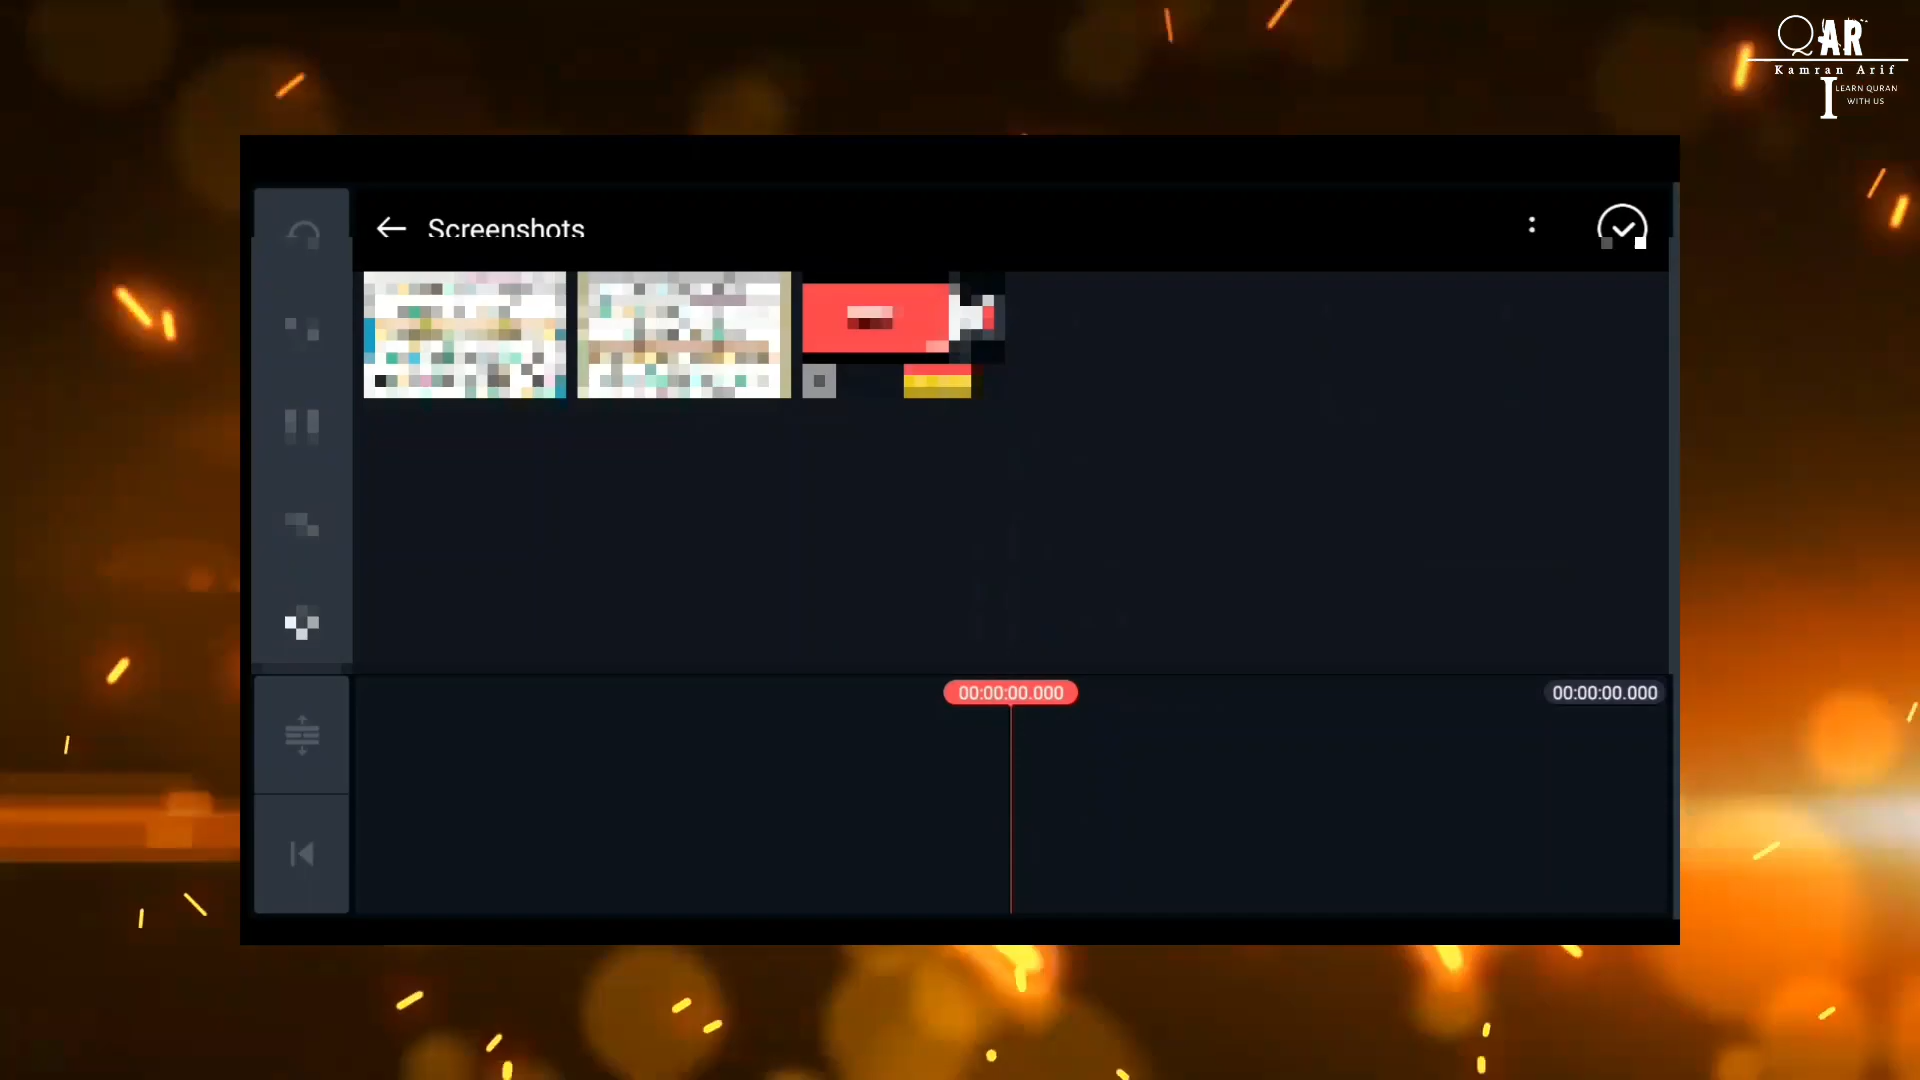 QAR
Kamran Arif
I LEARN QURAN
WITH US
Screenshots
00:00:00.000
00:00:00.000